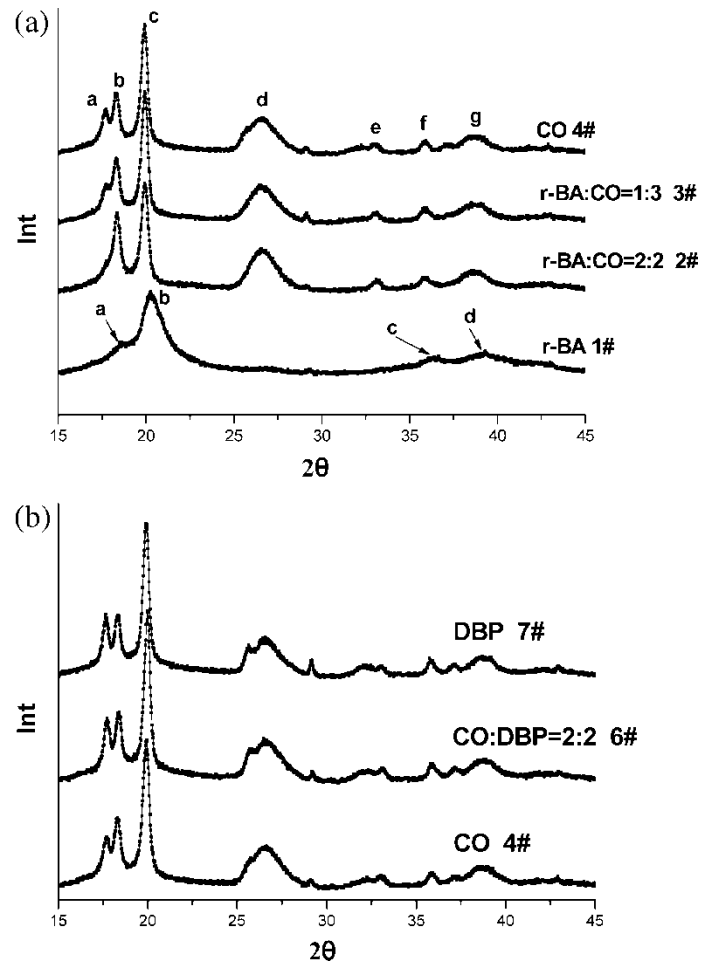 (a)
c
a b d e f g
CO 4#
r-BA:CO=1:3 3#
r-BA:CO=2:2 2#
a b c d
r-BA 1#
Int
15 20 25 30 35 40 45
2θ
(b)
DBP 7#
CO:DBP=2:2 6#
CO 4#
Int
15 20 25 30 35 40 45
2θ